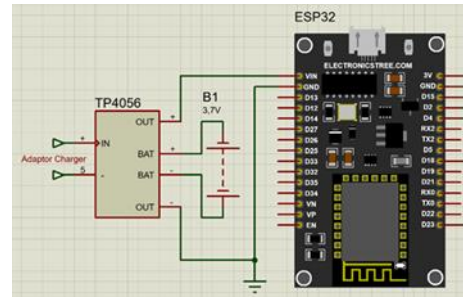 ESP32
ELECTRONICSTREE.COM
VIN
GND
D13
D12
D14
D27
D26
D25
D33
D32
D35
D34
VN
VP
EN
3V
GND
D15
D2
D4
RX2
TX2
D5
D18
D19
D21
RX0
TX0
D22
D23
TP4056
B1
3,7V
OUT +
+ IN
BAT +
Adaptor Charger
5 -
BAT -
OUT -